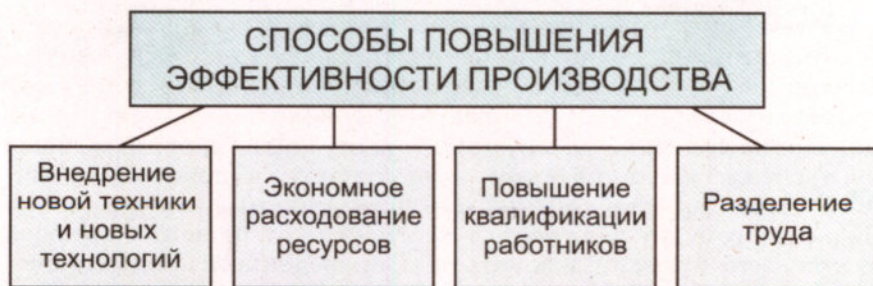 СПОСОБЫ ПОВЫШЕНИЯ
ЭФФЕКТИВНОСТИ ПРОИЗВОДСТВА
Внедрение
новой техники
и новых
технологий
Экономное
расходование
ресурсов
Повышение
квалификации
работников
Разделение
труда